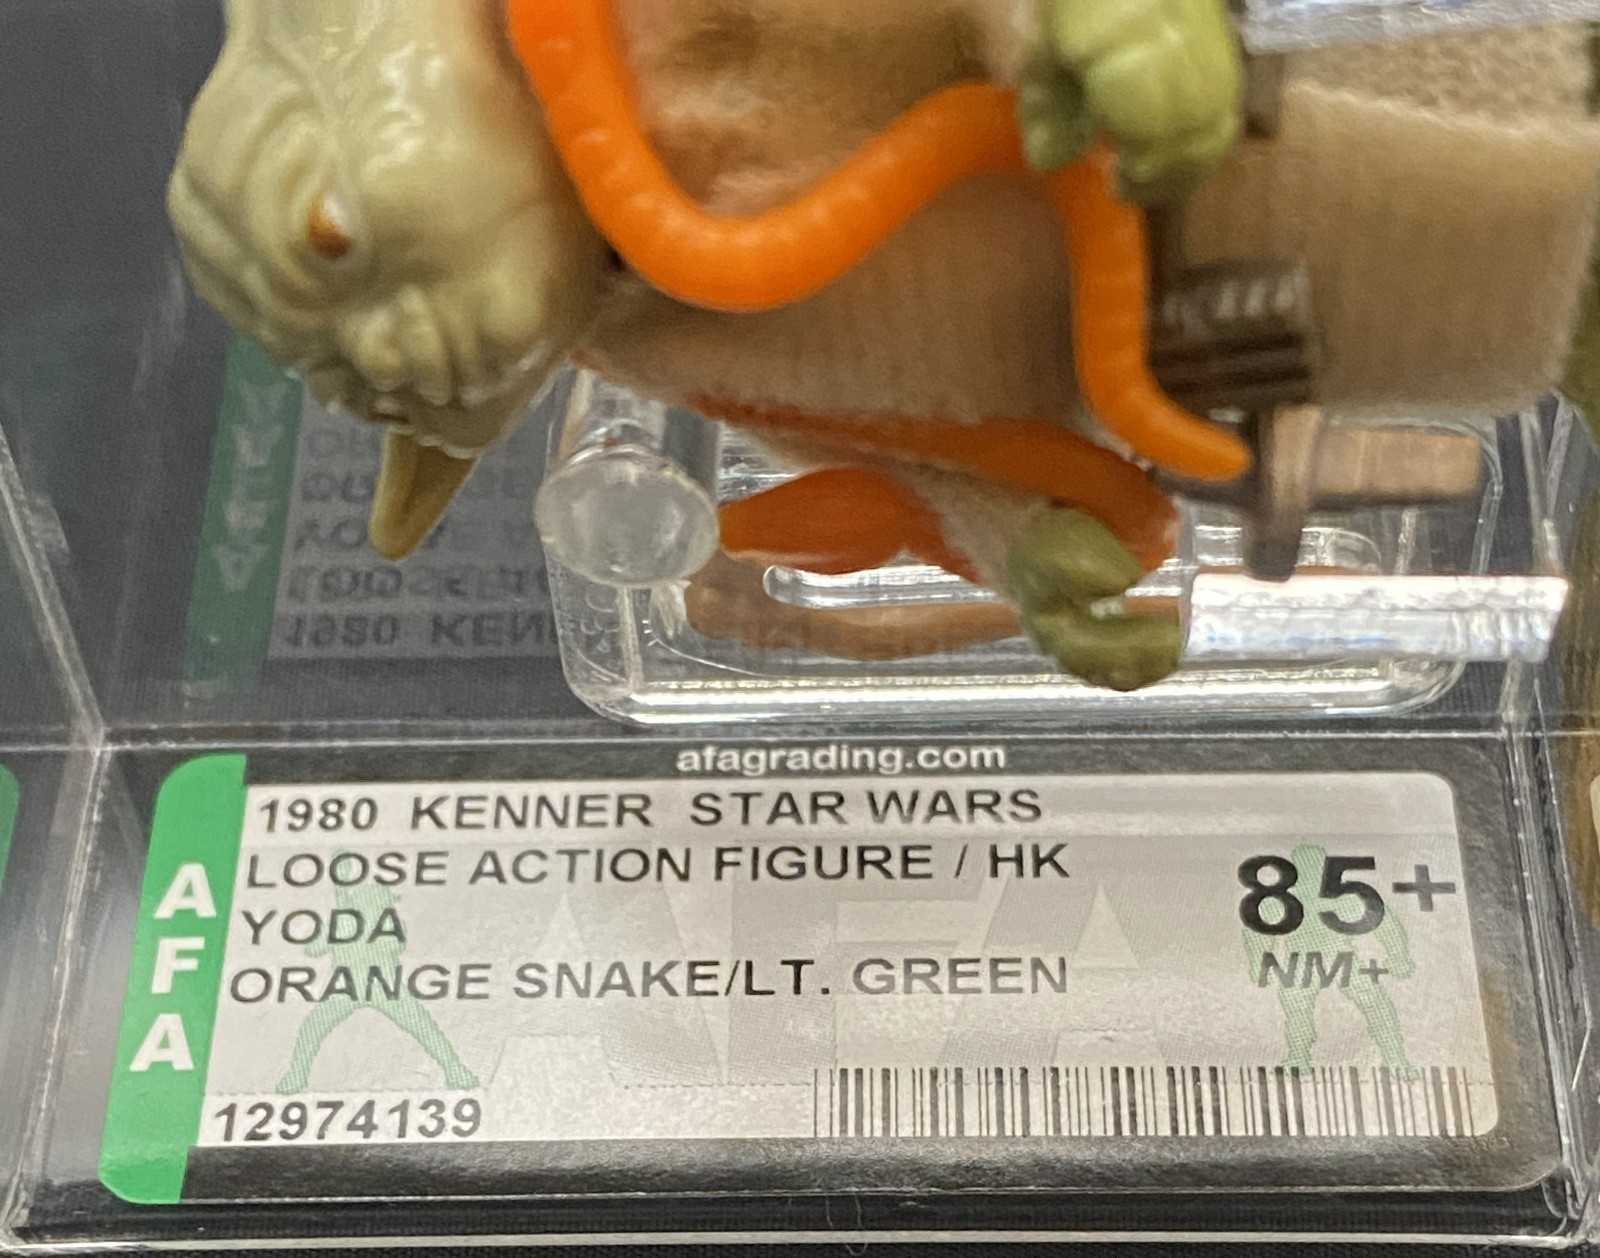 afagrading.com
1980 KENNER STAR WARS
LOOSE ACTION FIGURE / HK
YODA
ORANGE SNAKE/LT. GREEN
85+
NM+
AFA
12974139